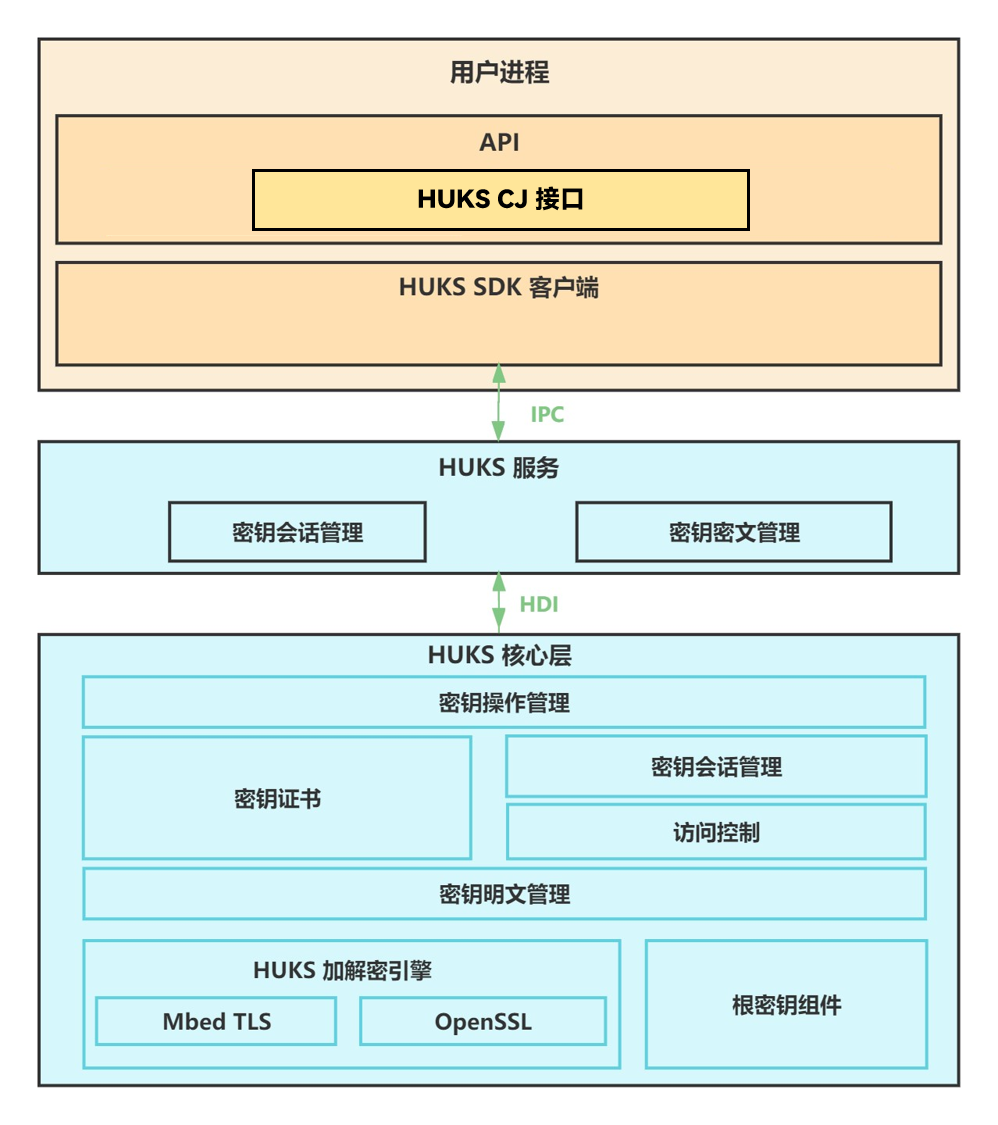 用户进程
API
HUKS CJ 接口
HUKS SDK 客户端
IPC
HUKS 服务
密钥会话管理
密钥密文管理
HDI
HUKS 核心层
密钥操作管理
密钥证书
密钥会话管理
访问控制
密钥明文管理
HUKS 加解密引擎
Mbed TLS
OpenSSL
根密钥组件